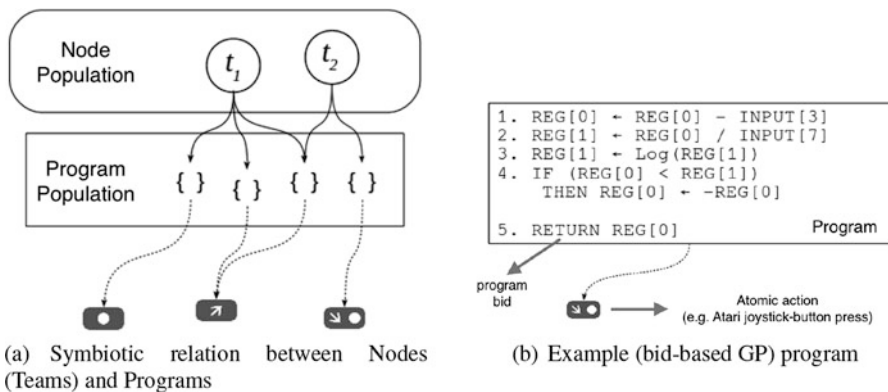 Node
Population
t1
t2
Program
Population
{ }
{ }
{ }
{ }
(a) Symbiotic relation between Nodes
(Teams) and Programs
1. REG[0] ← REG[0] - INPUT[3]
2. REG[1] ← REG[0] / INPUT[7]
3. REG[1] ← Log(REG[1])
4. IF (REG[0] < REG[1])
THEN REG[0] ← -REG[0]
5. RETURN REG[0]
Program
program
bid
Atomic action
(e.g. Atari joystick-button press)
(b) Example (bid-based GP) program